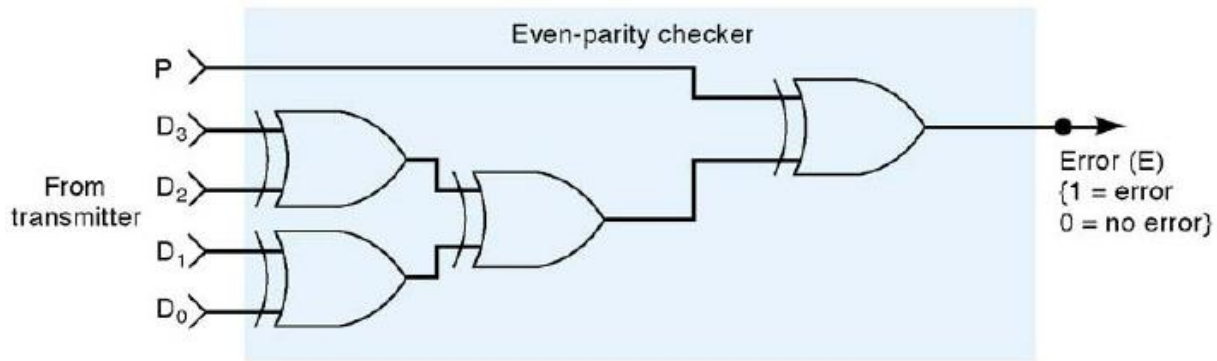 Even-parity checker
P
D3
D2
From
transmitter
D1
D0
Error (E)
{1 = error
0 = no error}